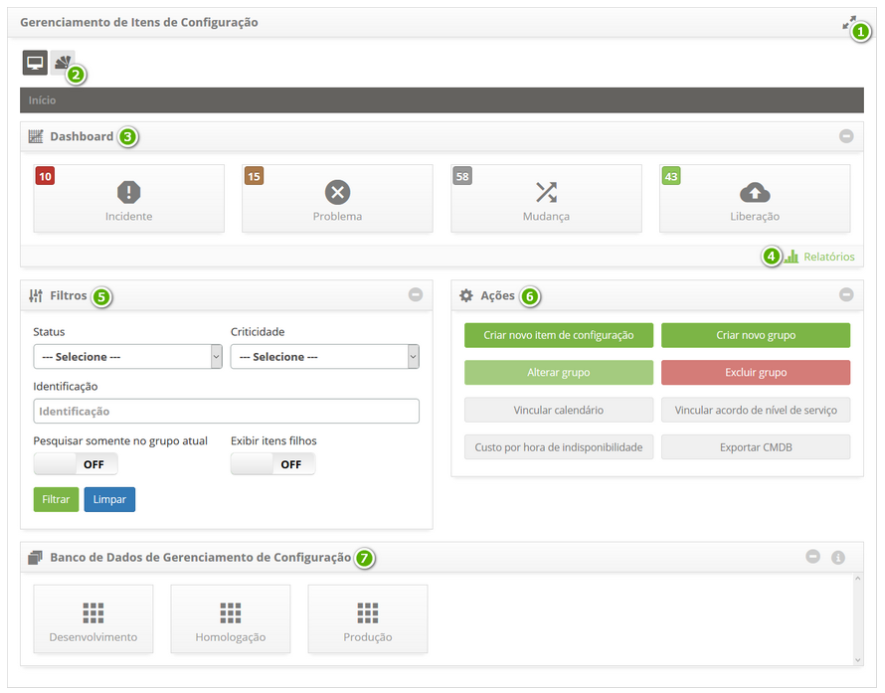 Gerenciamento de Itens de Configuração
1
2
Início
Dashboard 3
10 15 58 43
Incidente Problema Mudança Liberação
4 Relatórios
Filtros 5
Status Criticidade
--- Selecione --- --- Selecione ---
Identificação
Identificação
Pesquisar somente no grupo atual Exibir itens filhos
OFF OFF
Filtrar Limpar
Ações 6
Criar novo item de configuração Criar novo grupo
Alterar grupo Excluir grupo
Vincular calendário Vincular acordo de nível de serviço
Custo por hora de indisponibilidade Exportar CMDB
Banco de Dados de Gerenciamento de Configuração 7
Desenvolvimento Homologação Produção